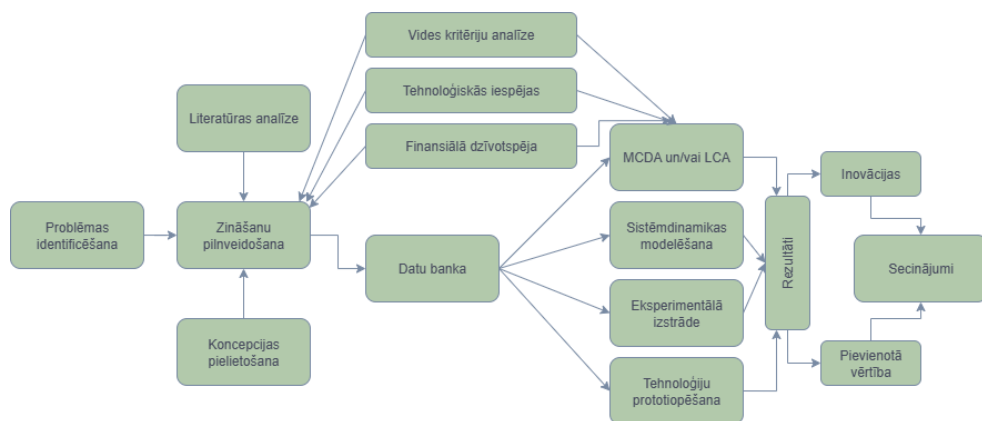 Vides kritēriju analīze
Tehnoloģiskās iespējas
Finansiālā dzīvotspēja
Literatūras analīze
Problēmas
identificēšana
Zināšanu
pilnveidošana
Koncepcijas
pielietošana
Datu banka
MCDA un/vai LCA
Sistēmdinamikas
modelēšana
Eksperimentālā
izstrāde
Tehnoloģiju
prototiopēšana
Rezultāti
Inovācijas
Pievienotā
vērtība
Secinājumi